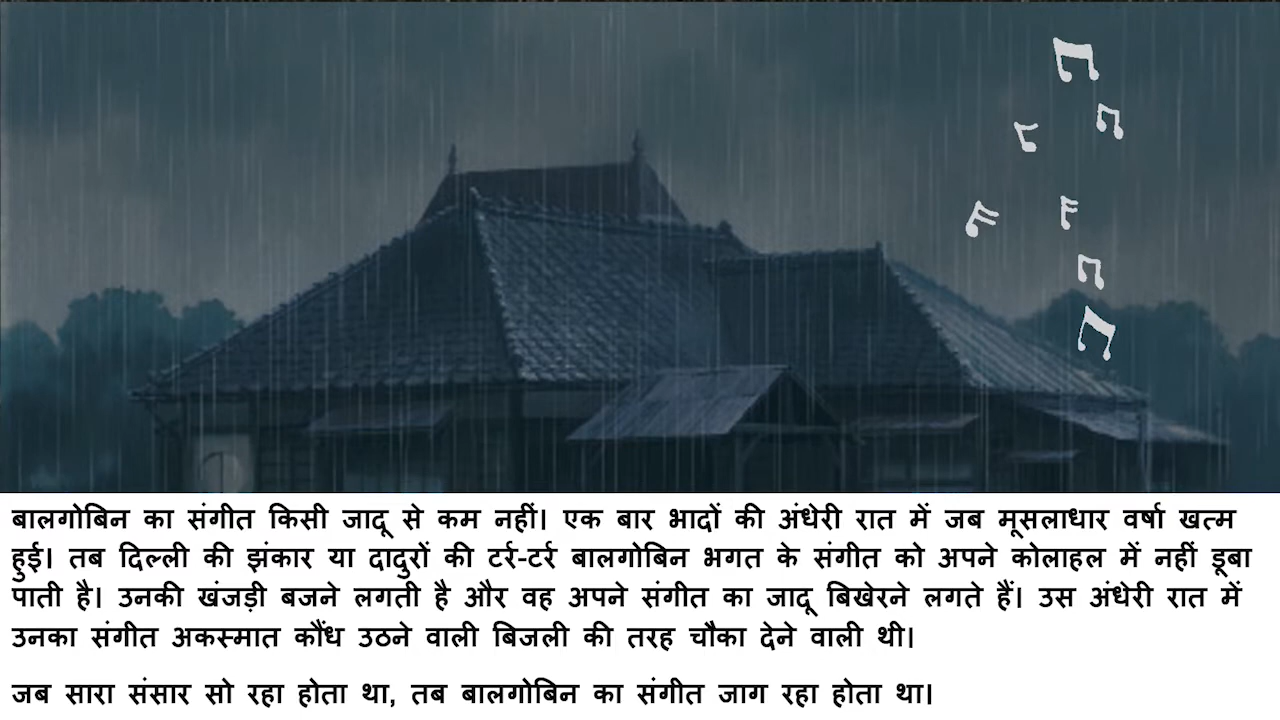 बालगोबिन का संगीत किसी जादू से कम नहीं। एक बार भादों की अंधेरी रात में जब मूसलाधार वर्षा खत्म
हुई। तब दिल्ली की झंकार या दादुरों की टर्र-टर्र बालगोबिन भगत के संगीत को अपने कोलाहल में नहीं डूबा
पाती है। उनकी खंजड़ी बजने लगती है और वह अपने संगीत का जादू बिखेरने लगते हैं। उस अंधेरी रात में
उनका संगीत अकस्मात कौंध उठने वाली बिजली की तरह चौका देने वाली थी।
जब सारा संसार सो रहा होता था, तब बालगोबिन का संगीत जाग रहा होता था।